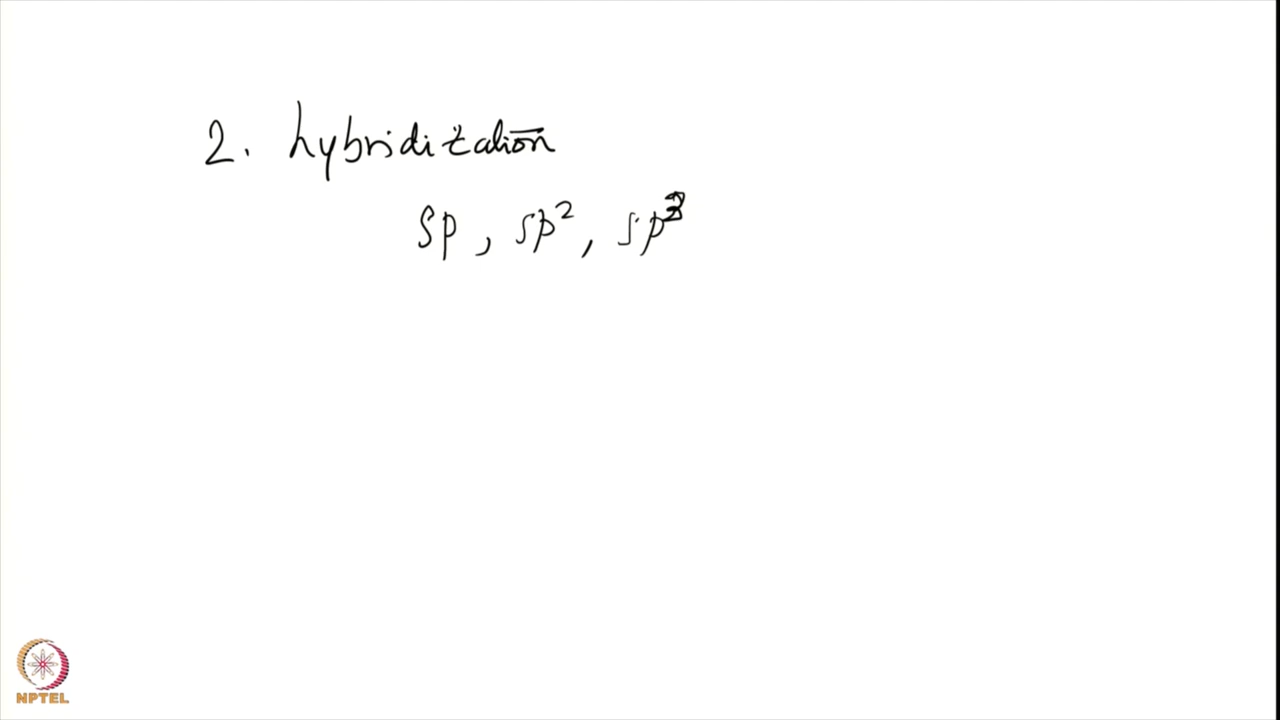 2. hybridization
sp, sp², sp³
NPTEL